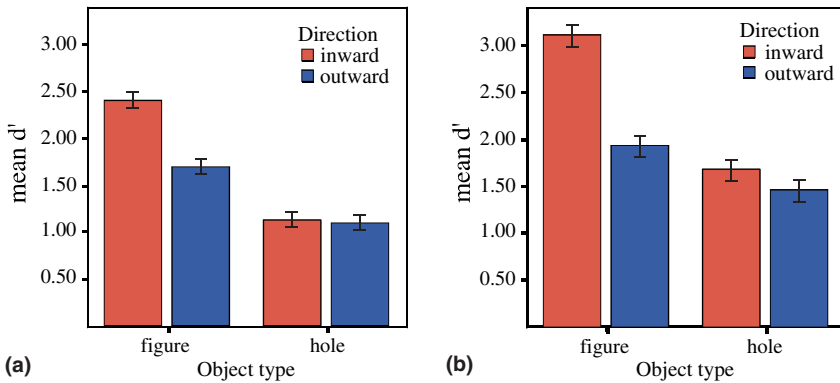 3.00
2.50
2.00
1.50
1.00
0.50
mean d'
Direction
inward
outward
figure
hole
Object type
(a)
3.00
2.50
2.00
1.50
1.00
0.50
mean d'
Direction
inward
outward
figure
hole
Object type
(b)